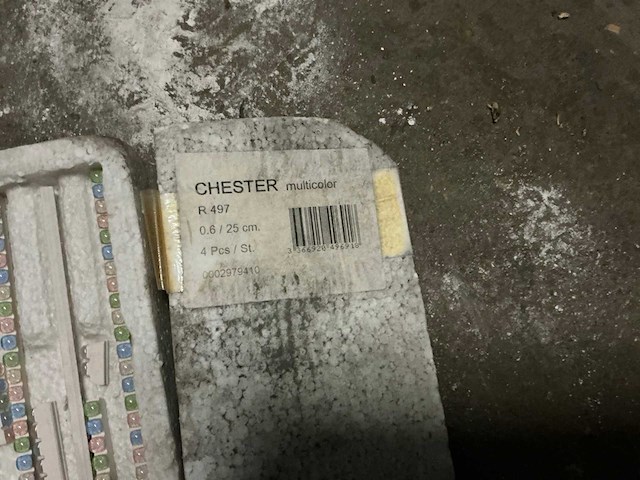 CHESTER multicolor
R 497
0.6 / 25 cm.
4 Pcs / St.
0002979410